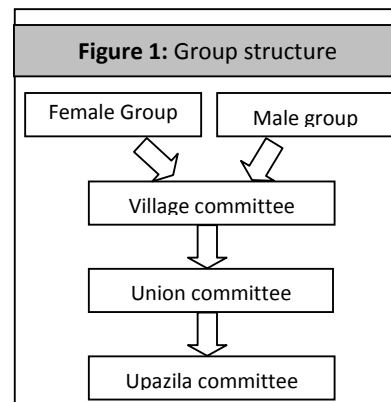 Figure 1: Group structure
Female Group
Male group
Village committee
Union committee
Upazila committee